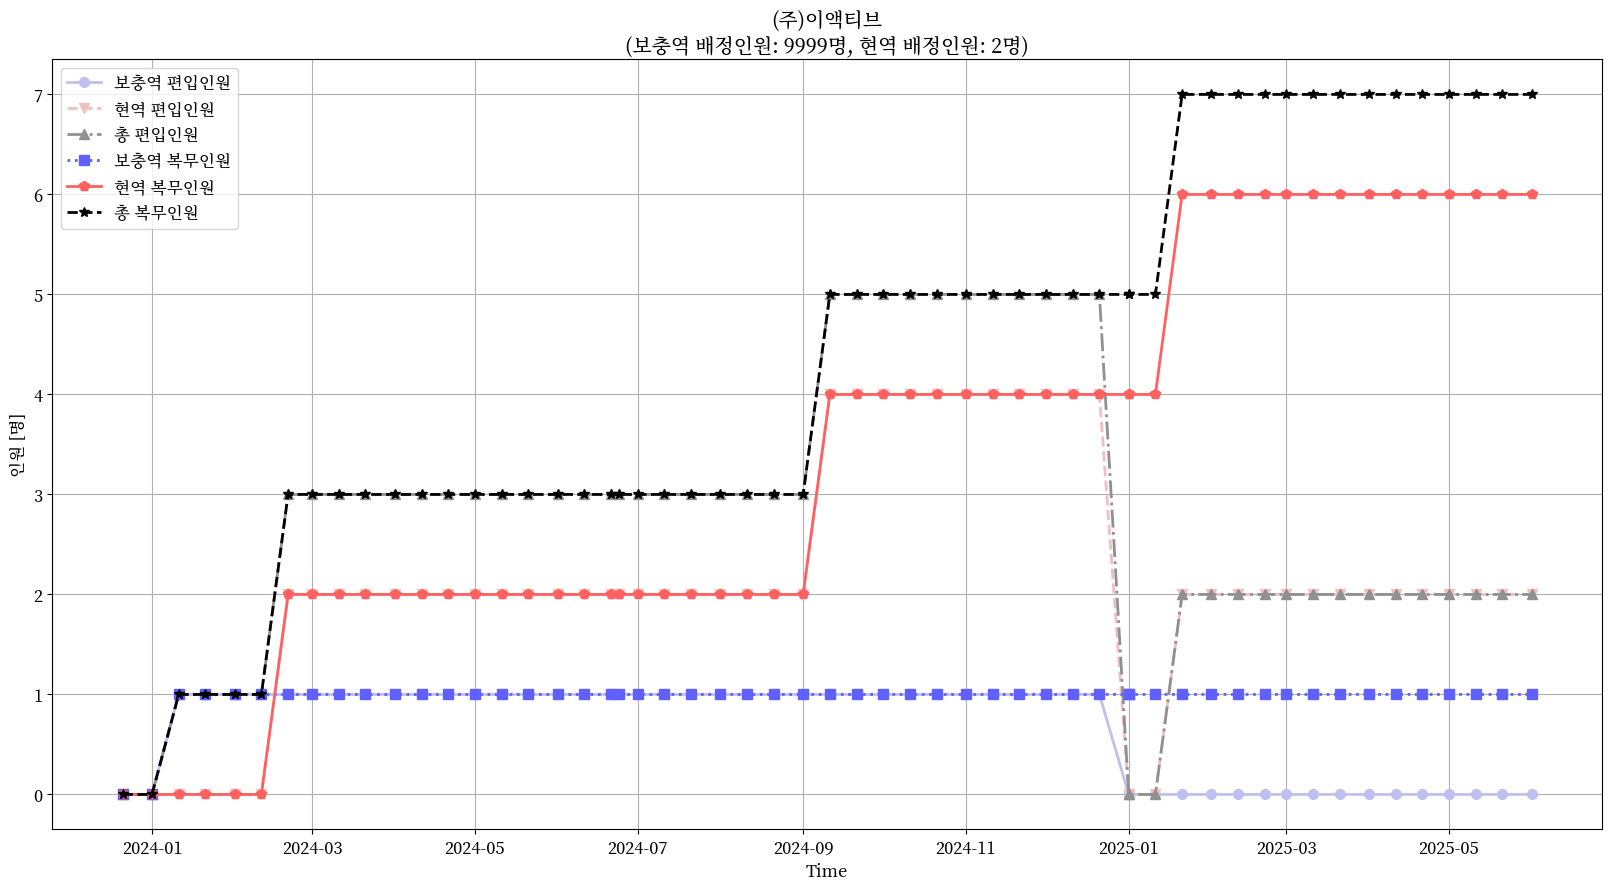 (주)이액티브
(보충역 배정인원: 9999명, 현역 배정인원: 2명)
보충역 편입인원
현역 편입인원
총 편입인원
보충역 복무인원
현역 복무인원
총 복무인원
7
6
5
4
3
2
1
0
인원 [명]
2024-01
2024-03
2024-05
2024-07
2024-09
2024-11
2025-01
2025-03
2025-05
Time